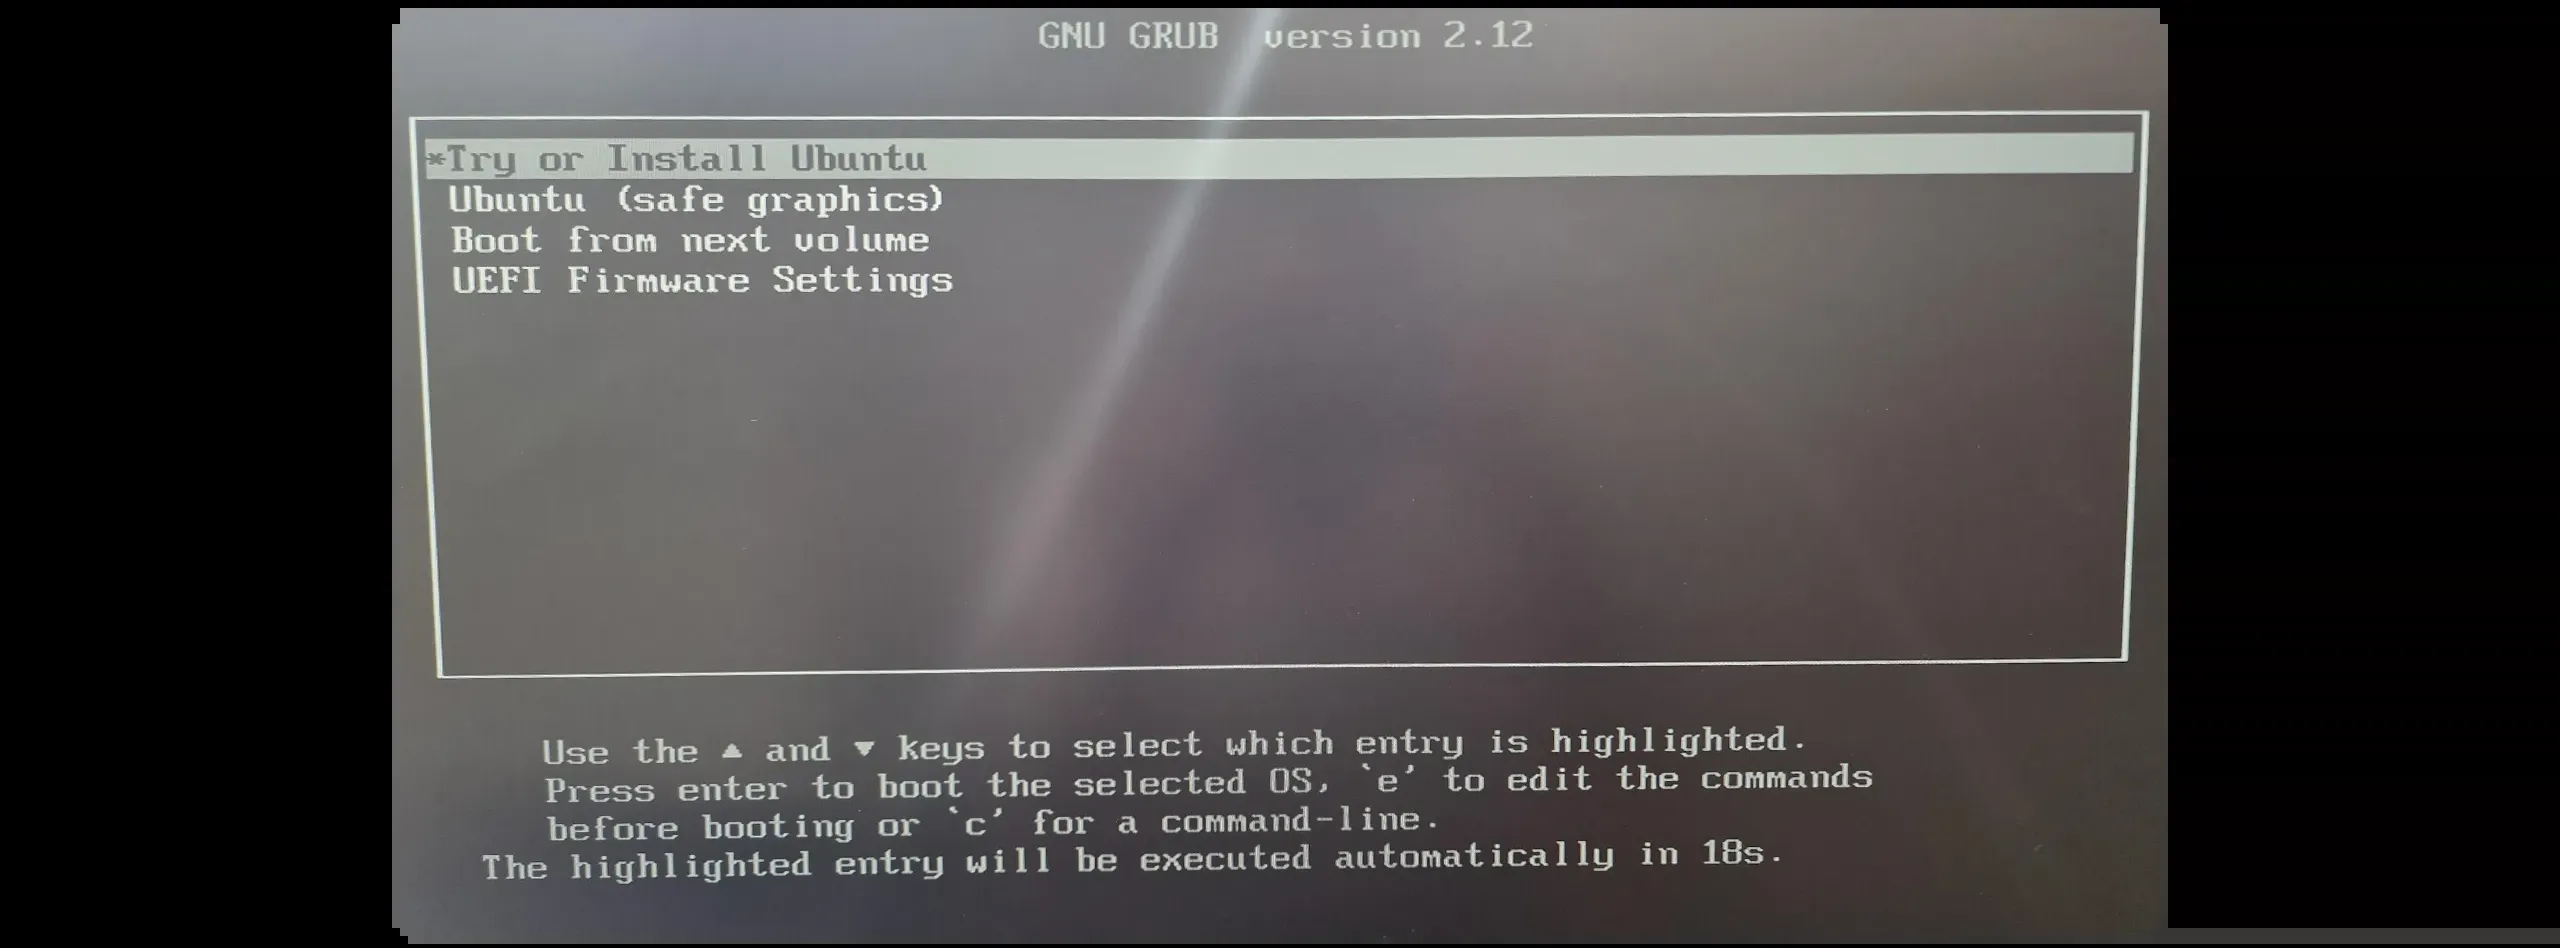 GNU GRUB version 2.12
*Try or Install Ubuntu
Ubuntu (safe graphics)
Boot from next volume
UEFI Firmware Settings
Use the ▲ and ▼ keys to select which entry is highlighted.
Press enter to boot the selected OS, `e' to edit the commands
before booting or `c' for a command-line.
The highlighted entry will be executed automatically in 18s.